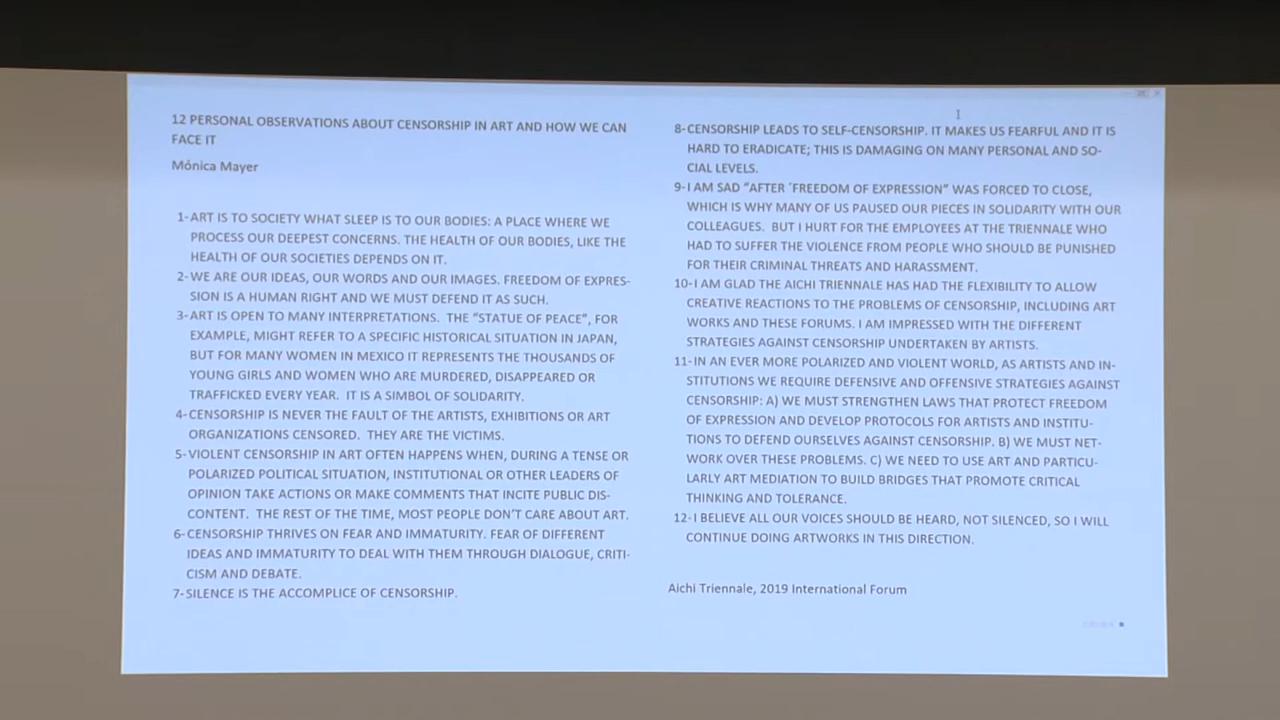 12 PERSONAL OBSERVATIONS ABOUT CENSORSHIP IN ART AND HOW WE CAN
FACE IT
Mónica Mayer
1-ART IS TO SOCIETY WHAT SLEEP IS TO OUR BODIES: A PLACE WHERE WE
PROCESS OUR DEEPEST CONCERNS. THE HEALTH OF OUR BODIES, LIKE THE
HEALTH OF OUR SOCIETIES DEPENDS ON IT.
2-WE ARE OUR IDEAS, OUR WORDS AND OUR IMAGES. FREEDOM OF EXPRES-
SION IS A HUMAN RIGHT AND WE MUST DEFEND IT AS SUCH.
3-ART IS OPEN TO MANY INTERPRETATIONS. THE "STATUE OF PEACE", FOR
EXAMPLE, MIGHT REFER TO A SPECIFIC HISTORICAL SITUATION IN JAPAN,
BUT FOR MANY WOMEN IN MEXICO IT REPRESENTS THE THOUSANDS OF
YOUNG GIRLS AND WOMEN WHO ARE MURDERED, DISAPPEARED OR
TRAFFICKED EVERY YEAR. IT IS A SIMBOL OF SOLIDARITY.
4-CENSORSHIP IS NEVER THE FAULT OF THE ARTISTS, EXHIBITIONS OR ART
ORGANIZATIONS CENSORED. THEY ARE THE VICTIMS.
5-VIOLENT CENSORSHIP IN ART OFTEN HAPPENS WHEN, DURING A TENSE OR
POLARIZED POLITICAL SITUATION, INSTITUTIONAL OR OTHER LEADERS OF
OPINION TAKE ACTIONS OR MAKE COMMENTS THAT INCITE PUBLIC DIS-
CONTENT. THE REST OF THE TIME, MOST PEOPLE DON'T CARE ABOUT ART.
6-CENSORSHIP THRIVES ON FEAR AND IMMATURITY. FEAR OF DIFFERENT
IDEAS AND IMMATURITY TO DEAL WITH THEM THROUGH DIALOGUE, CRITI-
CISM AND DEBATE.
7-SILENCE IS THE ACCOMPLICE OF CENSORSHIP.
8-CENSORSHIP LEADS TO SELF-CENSORSHIP. IT MAKES US FEARFUL AND IT IS
HARD TO ERADICATE; THIS IS DAMAGING ON MANY PERSONAL AND SO-
CIAL LEVELS.
9-I AM SAD "AFTER 'FREEDOM OF EXPRESSION" WAS FORCED TO CLOSE,
WHICH IS WHY MANY OF US PAUSED OUR PIECES IN SOLIDARITY WITH OUR
COLLEAGUES. BUT I HURT FOR THE EMPLOYEES AT THE TRIENNALE WHO
HAD TO SUFFER THE VIOLENCE FROM PEOPLE WHO SHOULD BE PUNISHED
FOR THEIR CRIMINAL THREATS AND HARASSMENT.
10-I AM GLAD THE AICHI TRIENNALE HAS HAD THE FLEXIBILITY TO ALLOW
CREATIVE REACTIONS TO THE PROBLEMS OF CENSORSHIP, INCLUDING ART
WORKS AND THESE FORUMS. I AM IMPRESSED WITH THE DIFFERENT
STRATEGIES AGAINST CENSORSHIP UNDERTAKEN BY ARTISTS.
11-IN AN EVER MORE POLARIZED AND VIOLENT WORLD, AS ARTISTS AND IN-
STITUTIONS WE REQUIRE DEFENSIVE AND OFFENSIVE STRATEGIES AGAINST
CENSORSHIP: A) WE MUST STRENGTHEN LAWS THAT PROTECT FREEDOM
OF EXPRESSION AND DEVELOP PROTOCOLS FOR ARTISTS AND INSTITU-
TIONS TO DEFEND OURSELVES AGAINST CENSORSHIP. B) WE MUST NET-
WORK OVER THESE PROBLEMS. C) WE NEED TO USE ART AND PARTICU-
LARLY ART MEDIATION TO BUILD BRIDGES THAT PROMOTE CRITICAL
THINKING AND TOLERANCE.
12-I BELIEVE ALL OUR VOICES SHOULD BE HEARD, NOT SILENCED, SO I WILL
CONTINUE DOING ARTWORKS IN THIS DIRECTION.
Aichi Triennale, 2019 International Forum